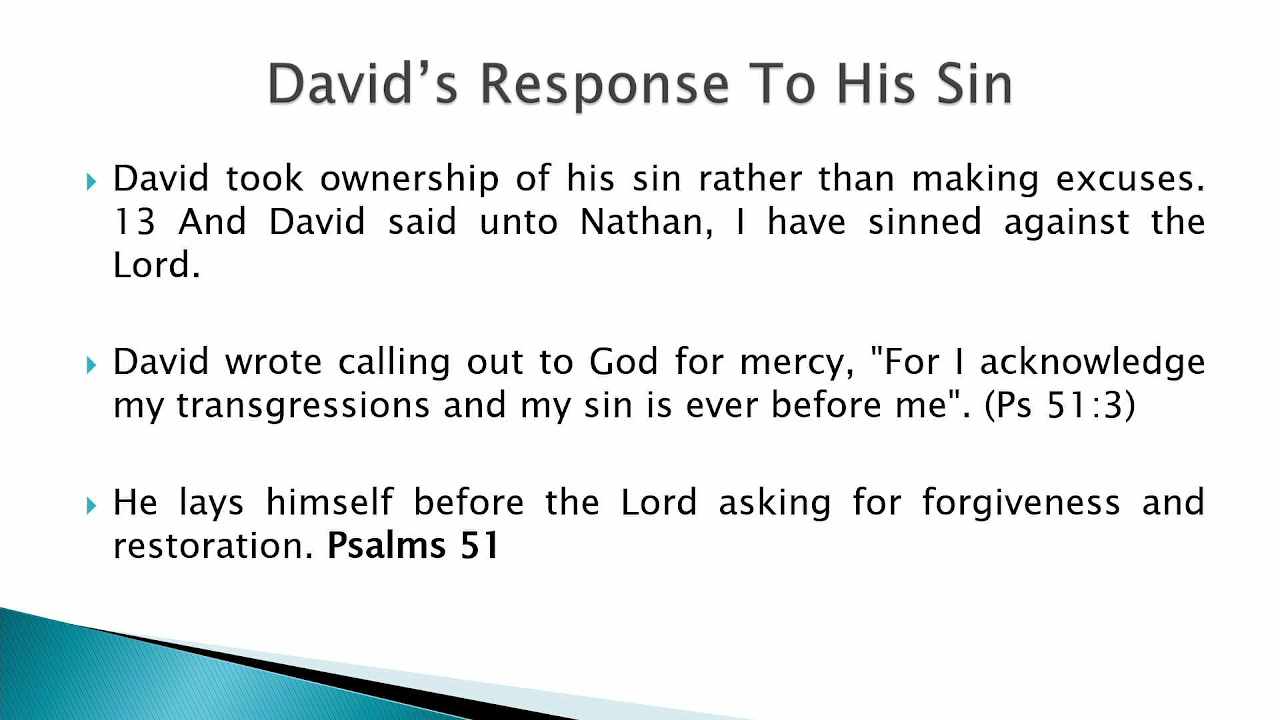 David’s Response To His Sin
David took ownership of his sin rather than making excuses.
13 And David said unto Nathan, I have sinned against the
Lord.
David wrote calling out to God for mercy, "For I acknowledge
my transgressions and my sin is ever before me". (Ps 51:3)
He lays himself before the Lord asking for forgiveness and
restoration. Psalms 51